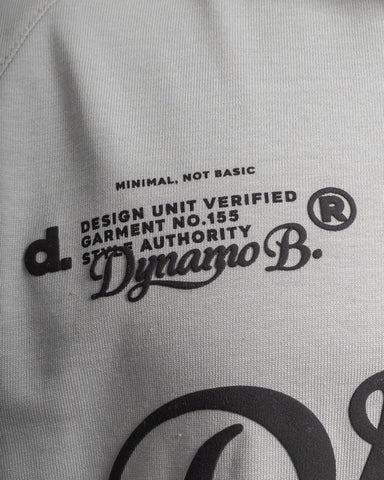 MINIMAL, NOT BASIC
DESIGN UNIT VERIFIED
GARMENT NO.155
STYLE AUTHORITY
d.
Dynamo B.
®